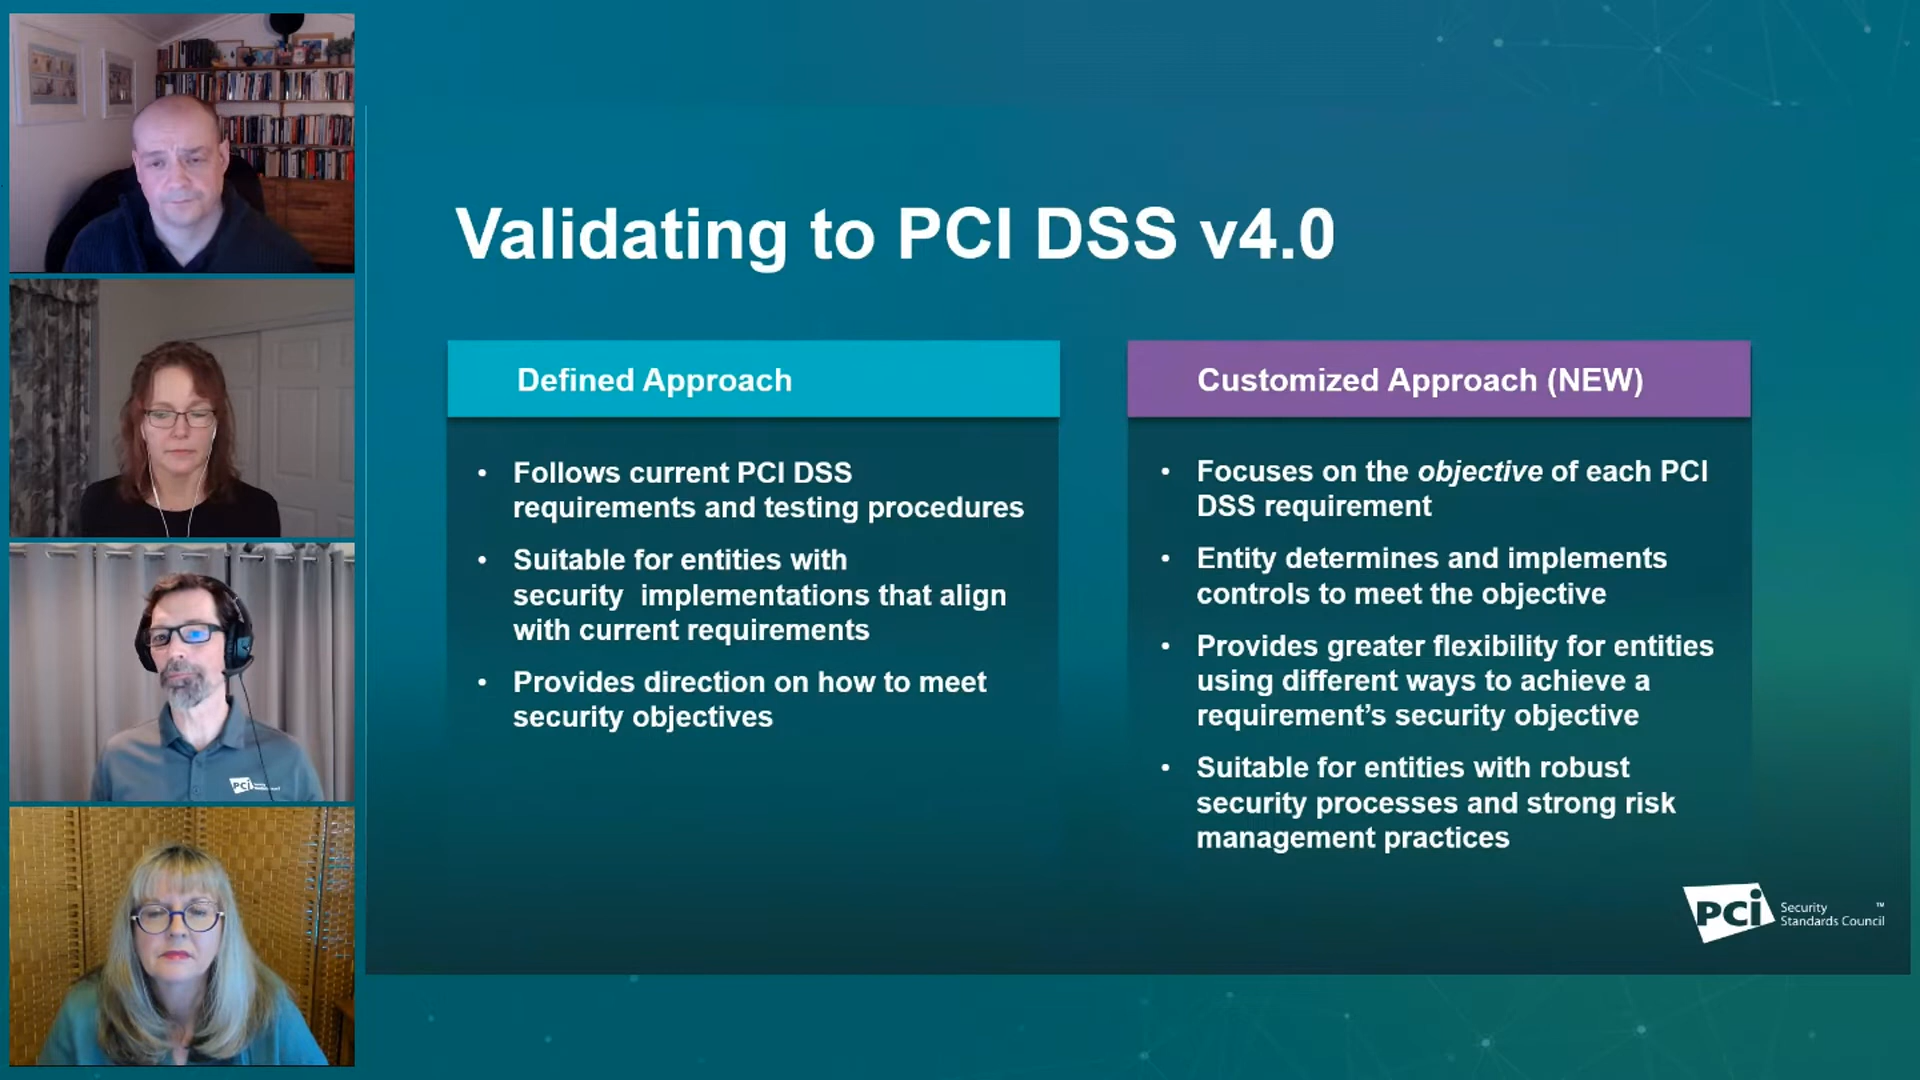 Validating to PCI DSS v4.0
Defined Approach
• Follows current PCI DSS
requirements and testing procedures
• Suitable for entities with
security  implementations that align
with current requirements
• Provides direction on how to meet
security objectives
Customized Approach (NEW)
• Focuses on the objective of each PCI
DSS requirement
• Entity determines and implements
controls to meet the objective
• Provides greater flexibility for entities
using different ways to achieve a
requirement’s security objective
• Suitable for entities with robust
security processes and strong risk
management practices
PCi Security ™
Standards Council
PCi